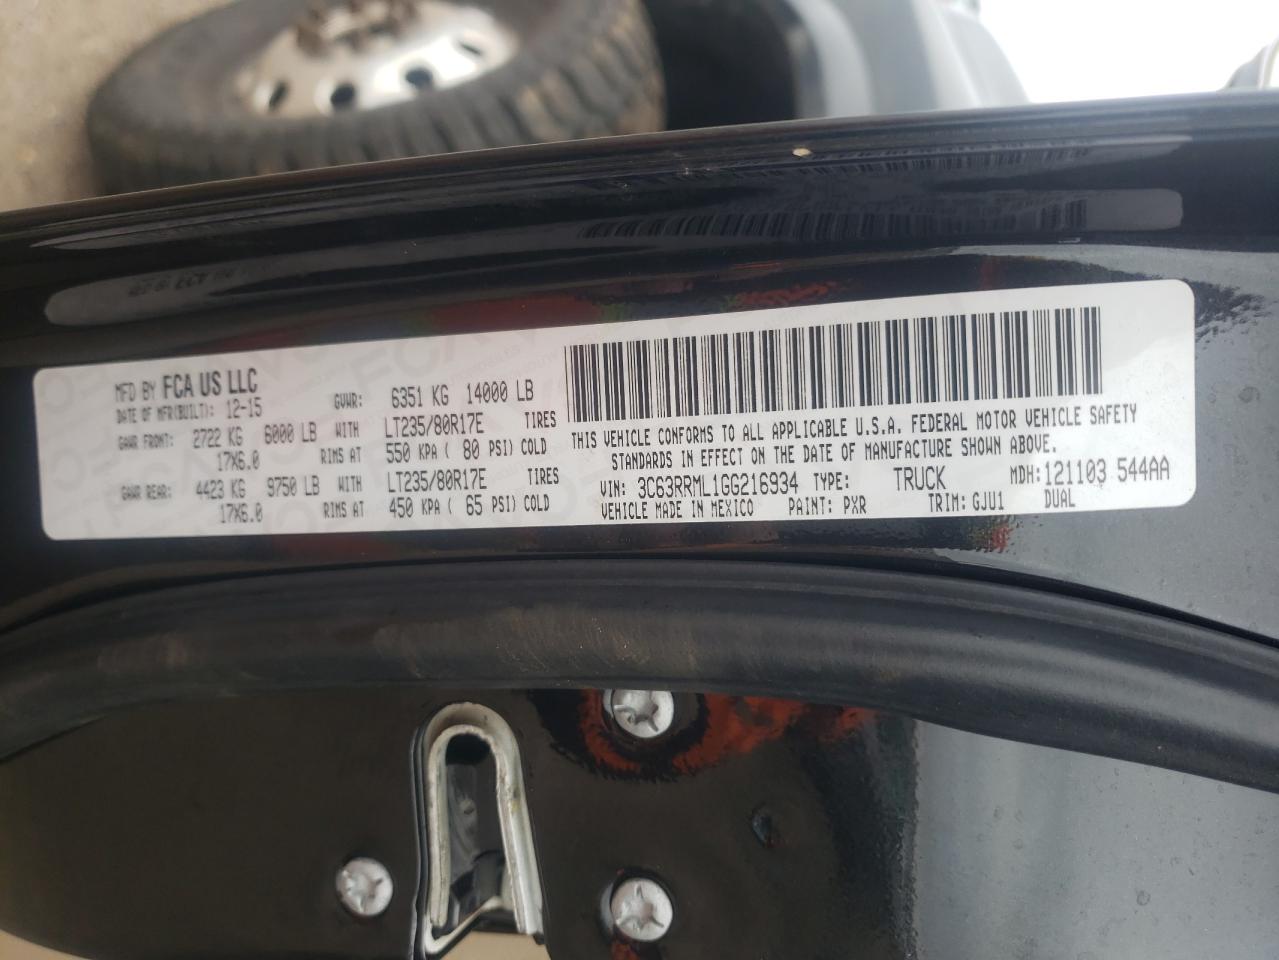 MFD BY FCA US LLC
DATE OF MFR(BUILT): 12-15 GVWR: 6351 KG 14000 LB
GAWR FRONT: 2722 KG 6000 LB WITH LT235/80R17E TIRES
17X6.0 RIMS AT 550 KPA ( 80 PSI) COLD
GAWR REAR: 4423 KG 9750 LB WITH LT235/80R17E TIRES
17X6.0 RIMS AT 450 KPA ( 65 PSI) COLD
THIS VEHICLE CONFORMS TO ALL APPLICABLE U.S.A. FEDERAL MOTOR VEHICLE SAFETY
STANDARDS IN EFFECT ON THE DATE OF MANUFACTURE SHOWN ABOVE.
VIN: 3C63RRML1GG216934 TYPE: TRUCK MDH:121103 544AA
VEHICLE MADE IN MEXICO PAINT: PXR TRIM: GJU1 DUAL